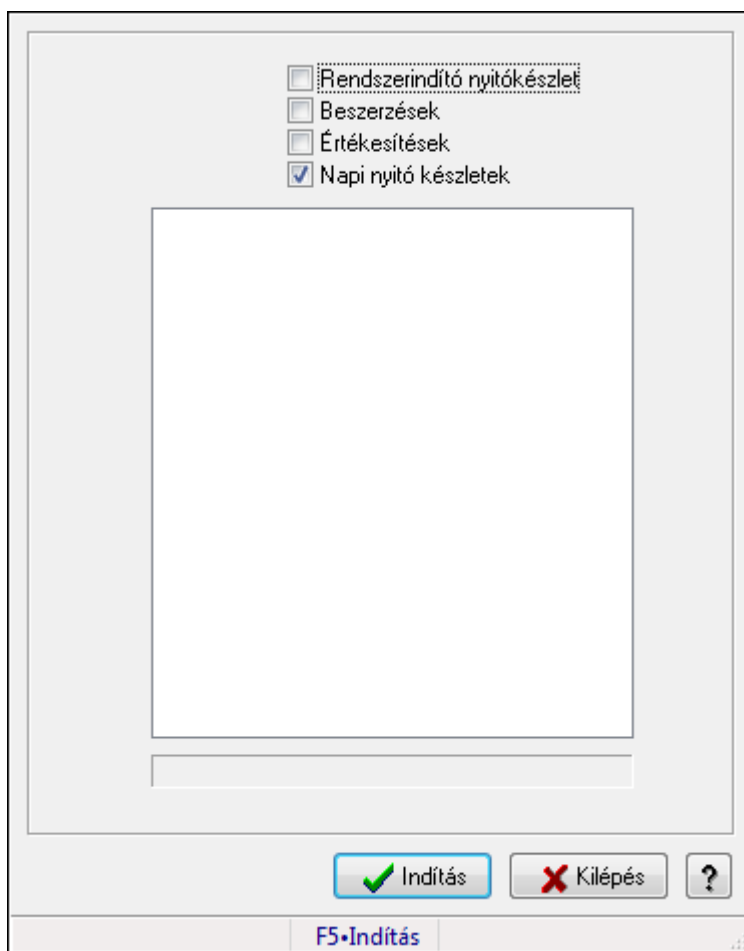 Rendszerindító nyitókészlet
Beszerzések
Értékesítések
Napi nyitó készletek
Indítás
Kilépés
?
F5•Indítás